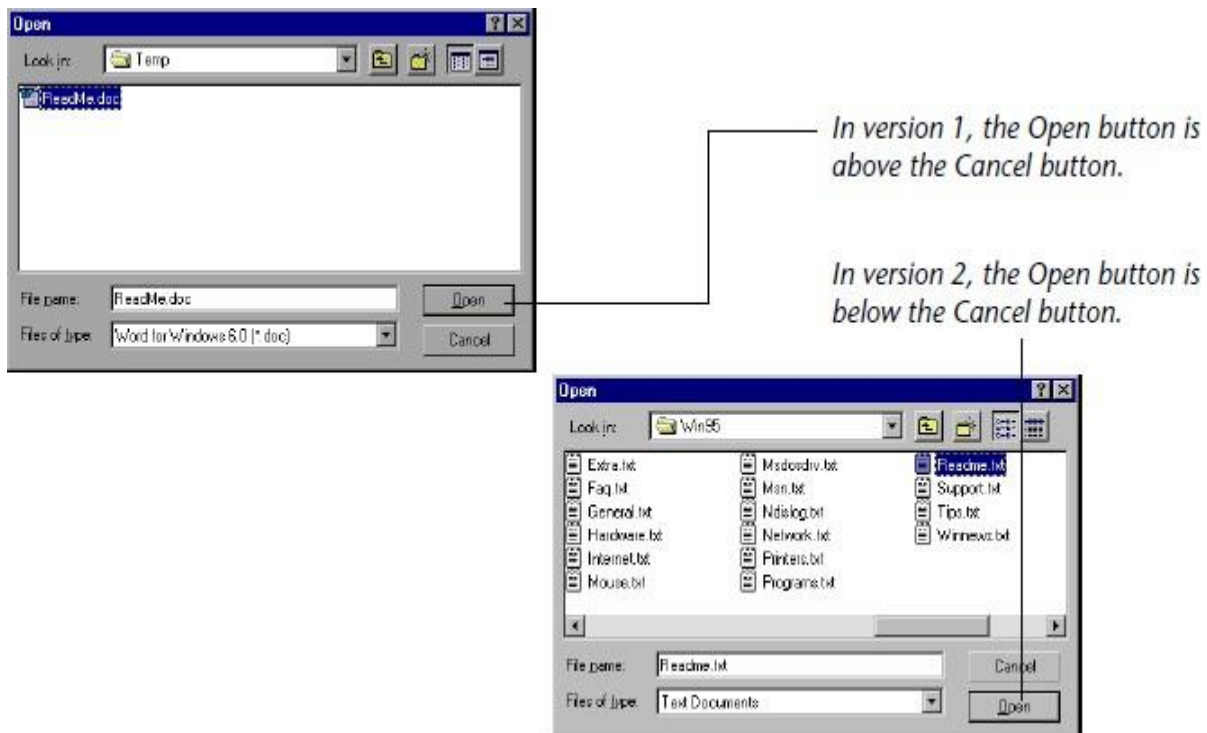 Open
Look in:
Temp
ReadMe.doc
File name:
ReadMe.doc
Open
Files of type:
Word for Windows 6.0 (*.doc)
Cancel
In version 1, the Open button is
above the Cancel button.
In version 2, the Open button is
below the Cancel button.
Open
Look in:
Win95
Extra.txt
Faq.txt
General.txt
Hardware.txt
Internet.txt
Mouse.txt
Msdosdrv.txt
Msn.txt
Ndislog.txt
Network.txt
Printers.txt
Programs.txt
Readme.txt
Support.txt
Tips.txt
Winnews.txt
File name:
Readme.txt
Cancel
Files of type:
Text Documents
Open